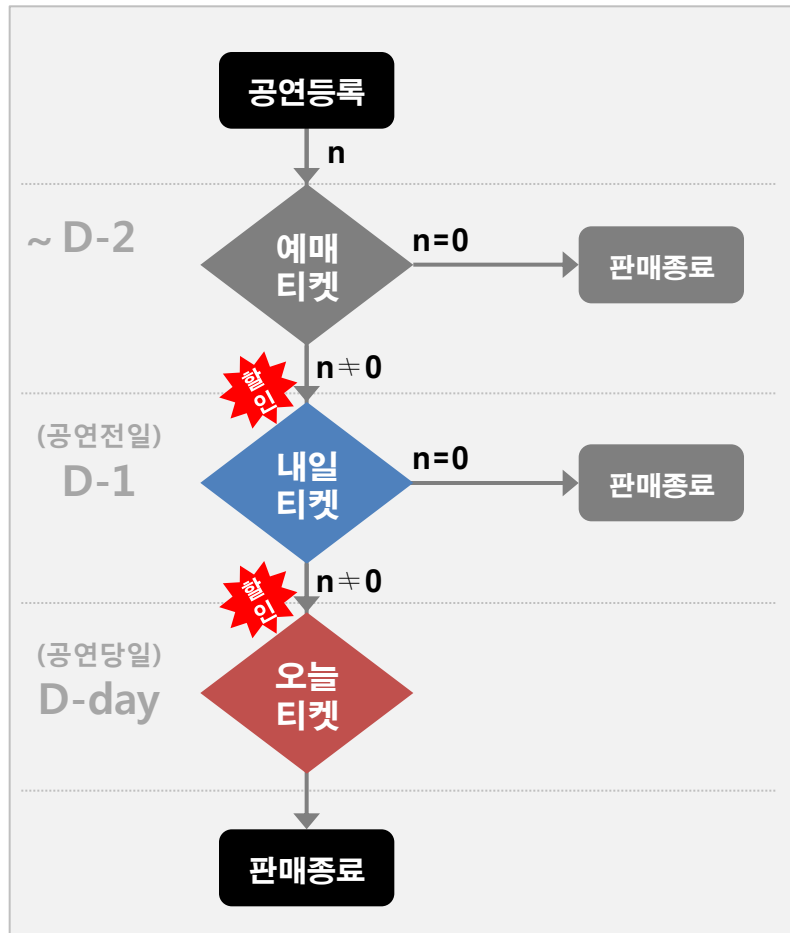 공연등록
n
~ D-2
예매
티켓
n=0
판매종료
n≠0
할인
(공연전일)
D-1
내일
티켓
n=0
판매종료
n≠0
할인
(공연당일)
D-day
오늘
티켓
판매종료